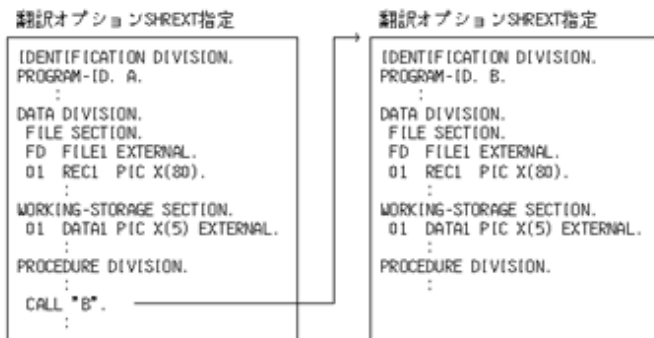 翻訳オプションSHREXT指定
IDENTIFICATION DIVISION.
PROGRAM-ID. A.
:
DATA DIVISION.
FILE SECTION.
FD FILE1 EXTERNAL.
01 REC1 PIC X(80).
:
WORKING-STORAGE SECTION.
01 DATA1 PIC X(5) EXTERNAL.
:
PROCEDURE DIVISION.
:
CALL "B".
:
翻訳オプションSHREXT指定
IDENTIFICATION DIVISION.
PROGRAM-ID. B.
:
DATA DIVISION.
FILE SECTION.
FD FILE1 EXTERNAL.
01 REC1 PIC X(80).
:
WORKING-STORAGE SECTION.
01 DATA1 PIC X(5) EXTERNAL.
:
PROCEDURE DIVISION.
: